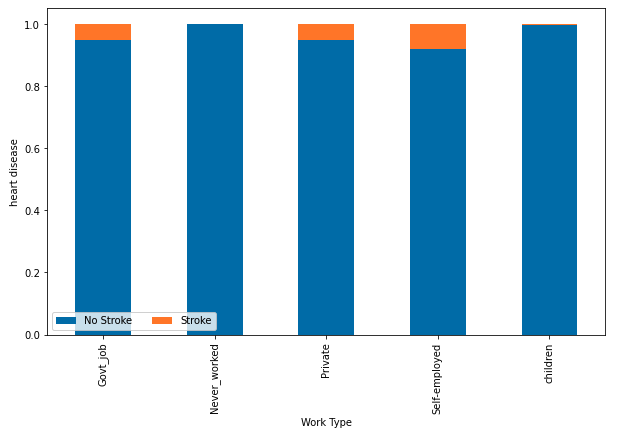 1.0
0.8
0.6
0.4
0.2
0.0
heart disease
No Stroke Stroke
Govt_job
Never_worked
Private
Self-employed
children
Work Type